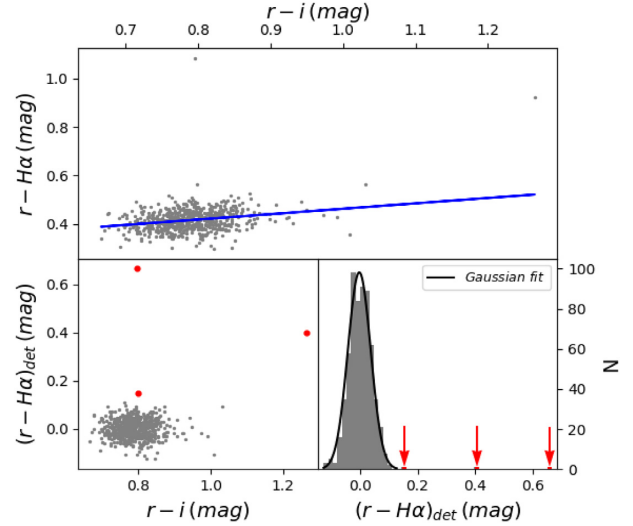 r − i (mag)
0.7 0.8 0.9 1.0 1.1 1.2
r − Hα (mag)
1.0
0.8
0.6
0.4
(r − Hα)det (mag)
0.6
0.4
0.2
0.0
0.8 1.0 1.2
r − i (mag)
Gaussian fit
100
80
60
40
20
0
N
0.0 0.2 0.4 0.6
(r − Hα)det (mag)